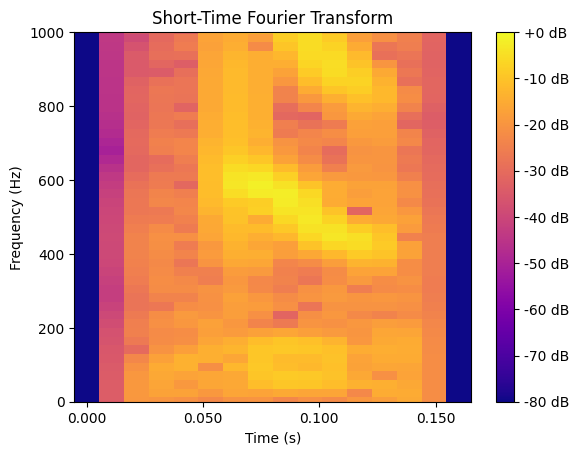 Short-Time Fourier Transform
1000
800
600
400
200
0
Frequency (Hz)
0.000
0.050
0.100
0.150
Time (s)
+0 dB
-10 dB
-20 dB
-30 dB
-40 dB
-50 dB
-60 dB
-70 dB
-80 dB